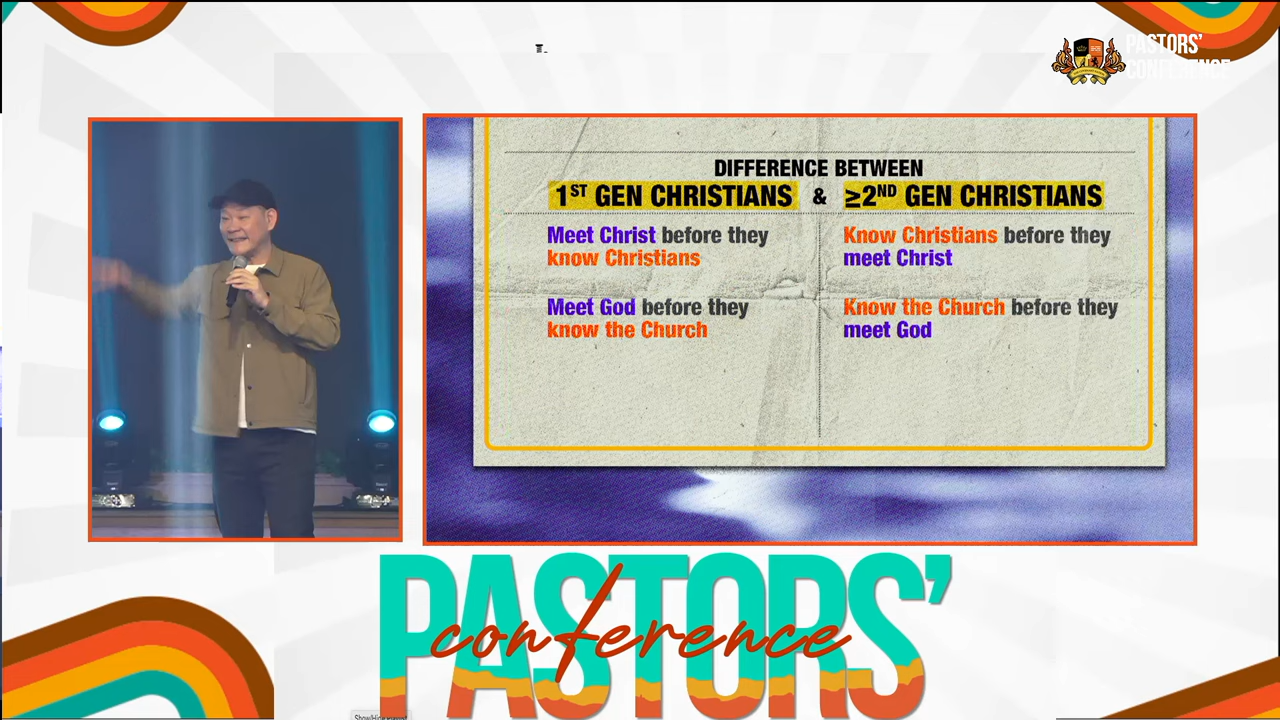 PASTORS'
CONFERENCE
DIFFERENCE BETWEEN
1ST GEN CHRISTIANS & ≥2ND GEN CHRISTIANS
Meet Christ before they
know Christians
Know Christians before they
meet Christ
Meet God before they
know the Church
Know the Church before they
meet God
PASTORS'
conference